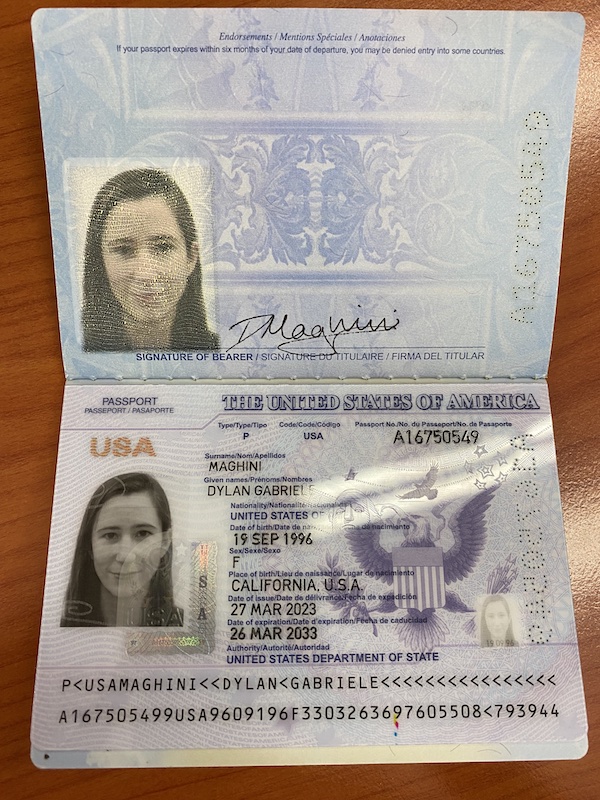 Endorsements / Mentions Spéciales / Anotaciones
If your passport expires within six months of your date of departure, you may be denied entry into some countries.
A16750549
DMaghini
SIGNATURE OF BEARER / SIGNATURE DU TITULAIRE / FIRMA DEL TITULAR
PASSPORT
PASSEPORT / PASAPORTE
THE UNITED STATES OF AMERICA
Type/Type/Tipo Code/Code/Código Passport No./No. du Passeport/No. de Pasaporte
P USA A16750549
USA
Surname/Nom/Apellidos
MAGHINI
Given names/Prénoms/Nombres
DYLAN GABRIELE
Nationality/Nationalité/Nacionalidad
UNITED STATES OF
Date of birth/Date de nacimiento
19 SEP 1996
Sex/Sexe/Sexo
F
Place of birth/Lieu de naissance/Lugar de nacimiento
CALIFORNIA, U.S.A.
Date of issue/Date de délivrance/Fecha de expedición
27 MAR 2023
Date of expiration/Date d'expiration/Fecha de caducidad
26 MAR 2033
Authority/Autorité/Autoridad
UNITED STATES DEPARTMENT OF STATE
USA
USA
19 09 96
A16750549
P<USAMAGHINI<<DYLAN<GABRIELE<<<<<<<<<<<<<<<<
A167505499USA9609196F3303263697605508<793944